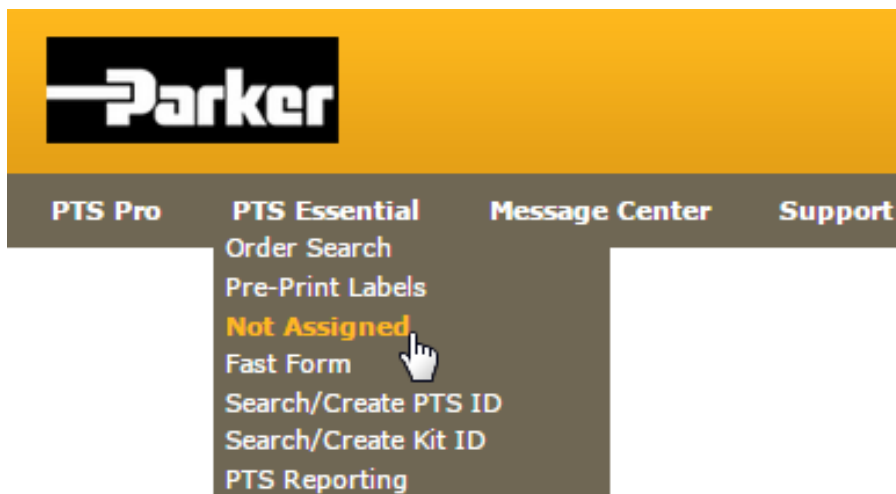 Parker
PTS Pro PTS Essential Message Center Support
Order Search
Pre-Print Labels
Not Assigned
Fast Form
Search/Create PTS ID
Search/Create Kit ID
PTS Reporting